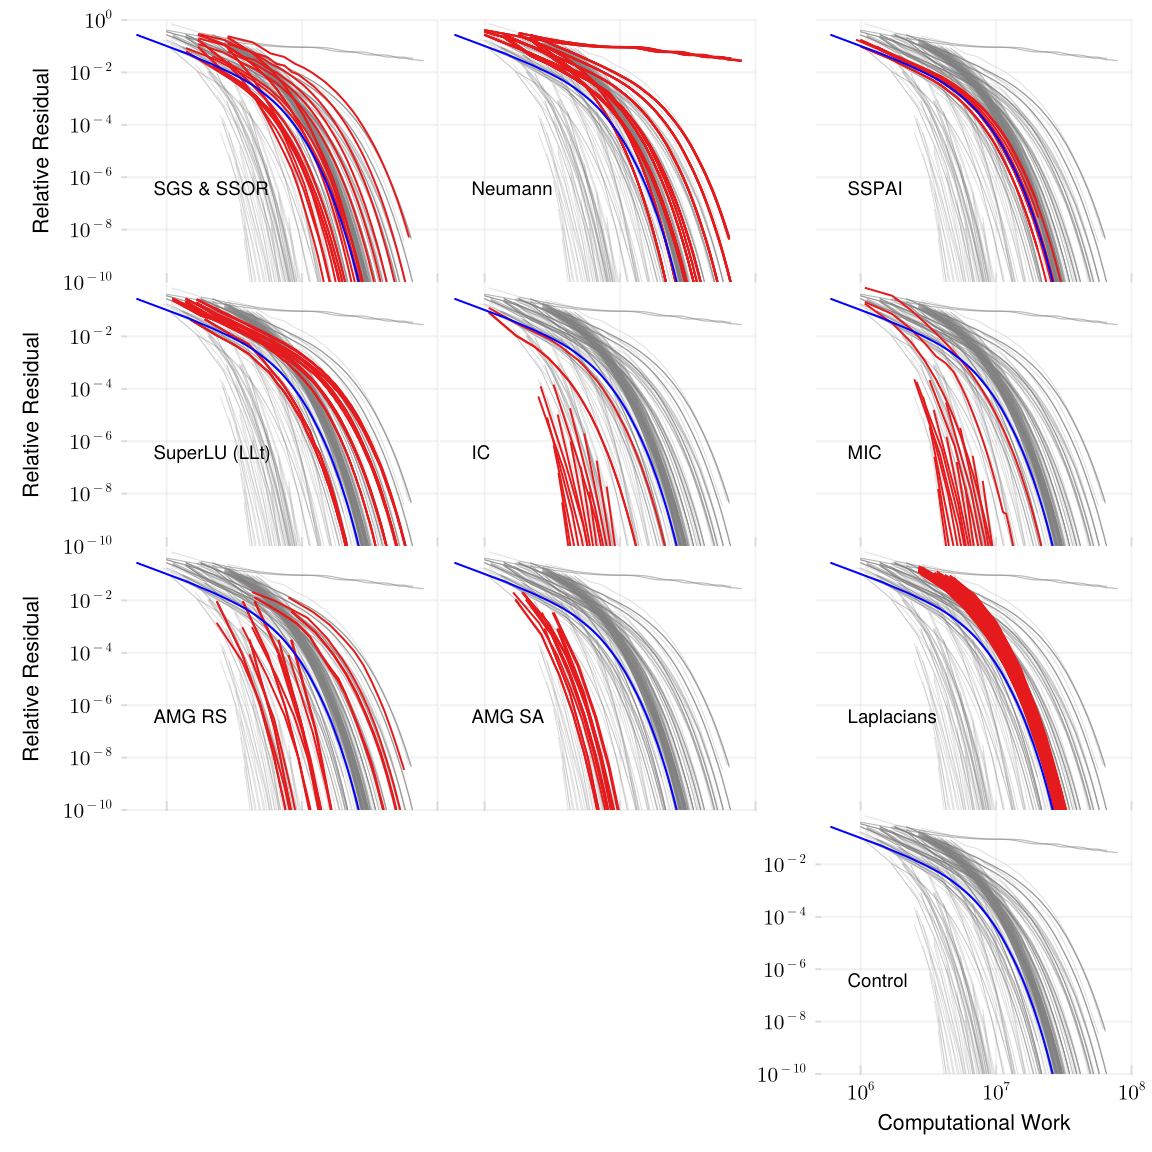 10^0
10^-2
10^-4
10^-6
10^-8
10^-10
Relative Residual
SGS & SSOR
Neumann
SSPAI
10^-2
10^-4
10^-6
10^-8
10^-10
Relative Residual
SuperLU (LLt)
IC
MIC
10^-2
10^-4
10^-6
10^-8
10^-10
Relative Residual
AMG RS
AMG SA
Laplacians
10^-2
10^-4
10^-6
10^-8
10^-10
Control
10^6 10^7 10^8
Computational Work